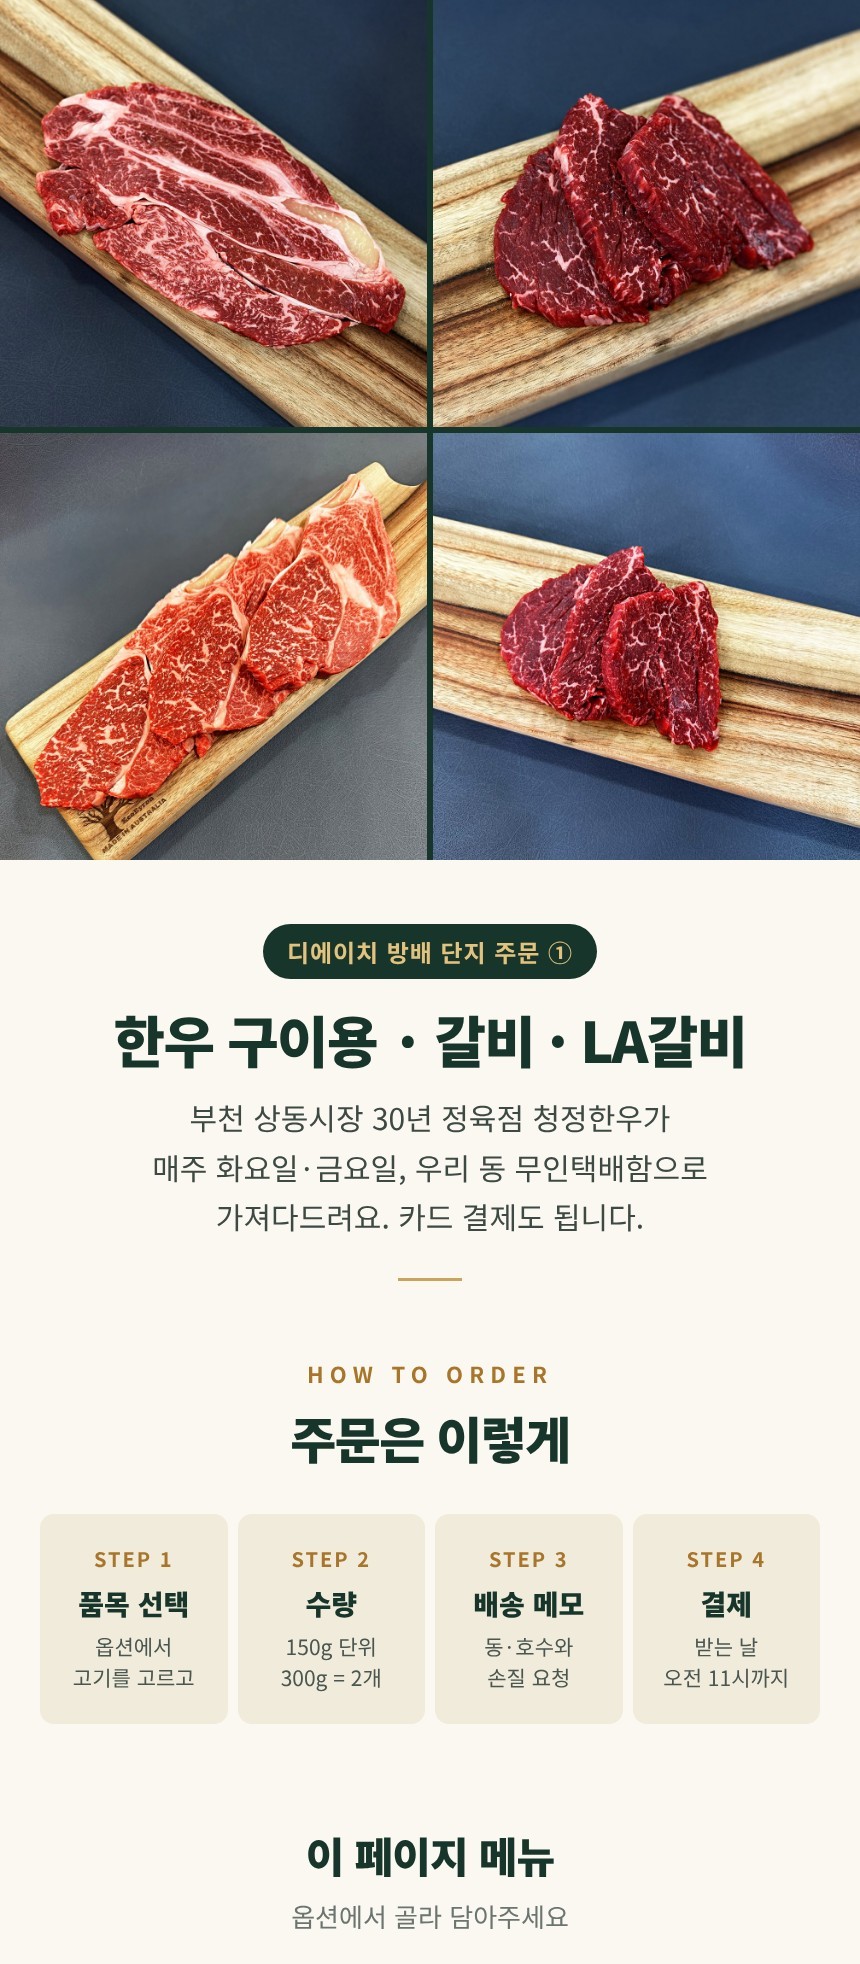 MADE IN AUSTRALIA
디에이치 방배 단지 주문 ①
한우 구이용 · 갈비 · LA갈비
부천 상동시장 30년 정육점 청정한우가
매주 화요일·금요일, 우리 동 무인택배함으로
가져다드려요. 카드 결제도 됩니다.
HOW TO ORDER
주문은 이렇게
STEP 1
품목 선택
옵션에서
고기를 고르고
STEP 2
수량
150g 단위
300g = 2개
STEP 3
배송 메모
동·호수와
손질 요청
STEP 4
결제
받는 날
오전 11시까지
이 페이지 메뉴
옵션에서 골라 담아주세요